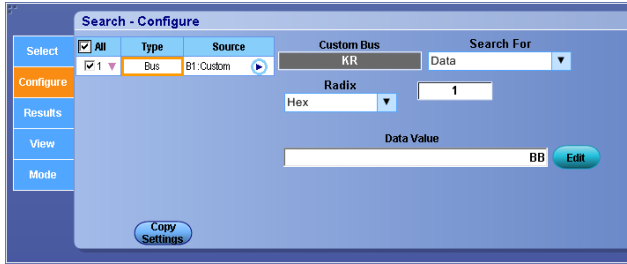 Search - Configure
Select
Configure
Results
View
Mode
All Type Source
1 Bus B1:Custom
Custom Bus
KR
Search For
Data
Radix
Hex
1
Data Value
BB
Edit
Copy
Settings